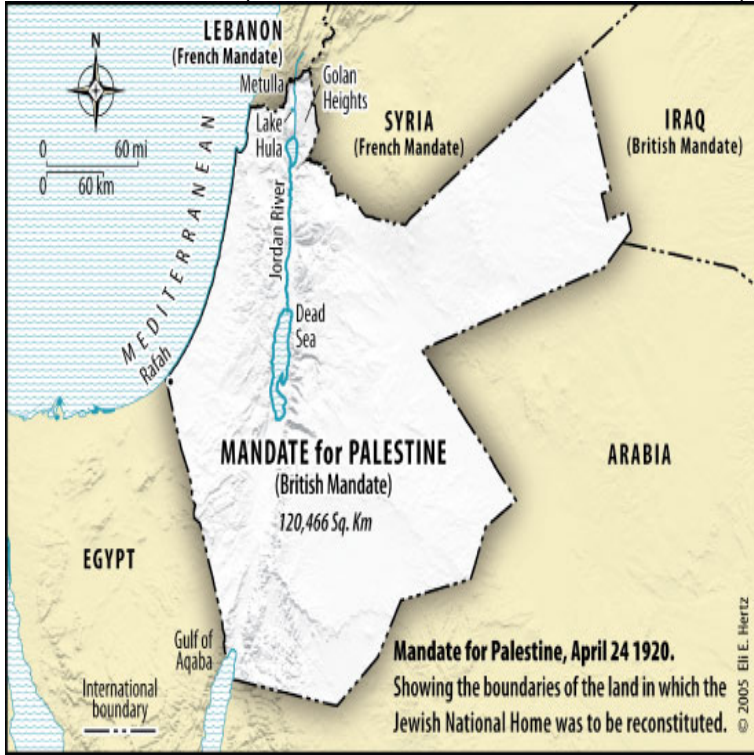 LEBANON
(French Mandate)
N
Metulla
Golan
Heights
Lake
Hula
SYRIA
(French Mandate)
IRAQ
(British Mandate)
0 60 mi
0 60 km
MEDITERRANEAN
Jordan River
Dead
Sea
Rafah
MANDATE for PALESTINE
(British Mandate)
120,466 Sq. Km
ARABIA
EGYPT
Gulf of
Aqaba
International
boundary
Mandate for Palestine, April 24 1920.
Showing the boundaries of the land in which the
Jewish National Home was to be reconstituted.
© 2005 Eli E. Hertz